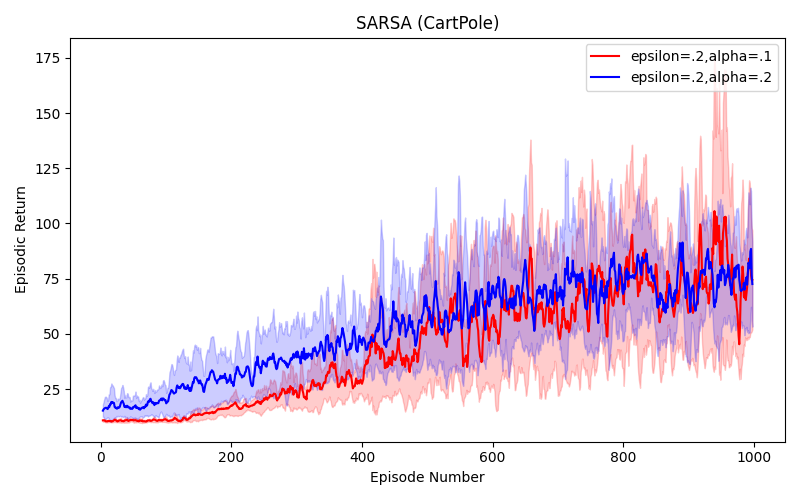 SARSA (CartPole)
epsilon=.2,alpha=.1
epsilon=.2,alpha=.2
Episodic Return
175
150
125
100
75
50
25
0
200
400
600
800
1000
Episode Number